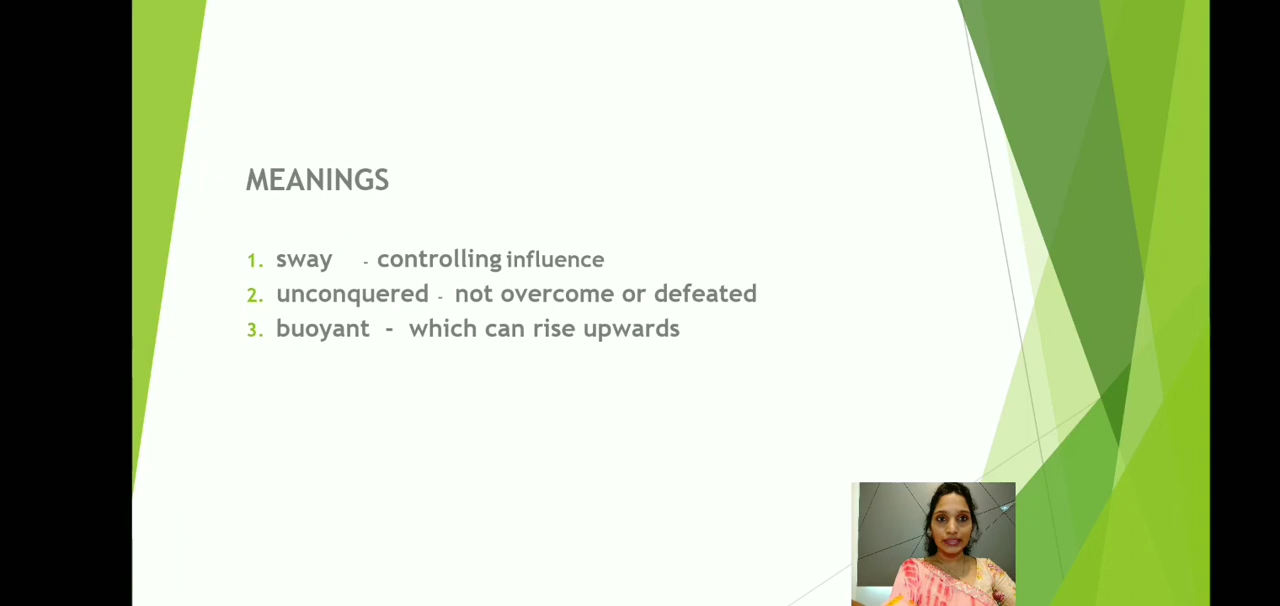 MEANINGS
1. sway - controlling influence
2. unconquered - not overcome or defeated
3. buoyant - which can rise upwards